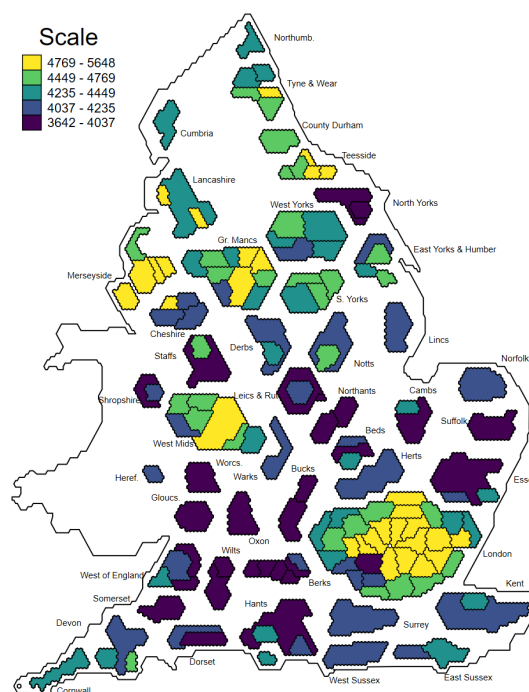 Scale
4769 - 5648
4449 - 4769
4235 - 4449
4037 - 4235
3642 - 4037
Northumb.
Tyne & Wear
Cumbria
County Durham
Teesside
Lancashire
North Yorks
West Yorks
Gr. Mancs
East Yorks & Humber
Merseyside
S. Yorks
Cheshire
Derbs
Lincs
Staffs
Notts
Norfolk
Shropshire
Leics & Rut
Northants
Cambs
Suffolk
Beds
West Mids
Worcs.
Herts
Heref.
Warks
Bucks
Esse
Gloucs.
Oxon
London
Wilts
West of England
Berks
Kent
Somerset
Hants
Devon
Surrey
Dorset
West Sussex
East Sussex
Cornwall